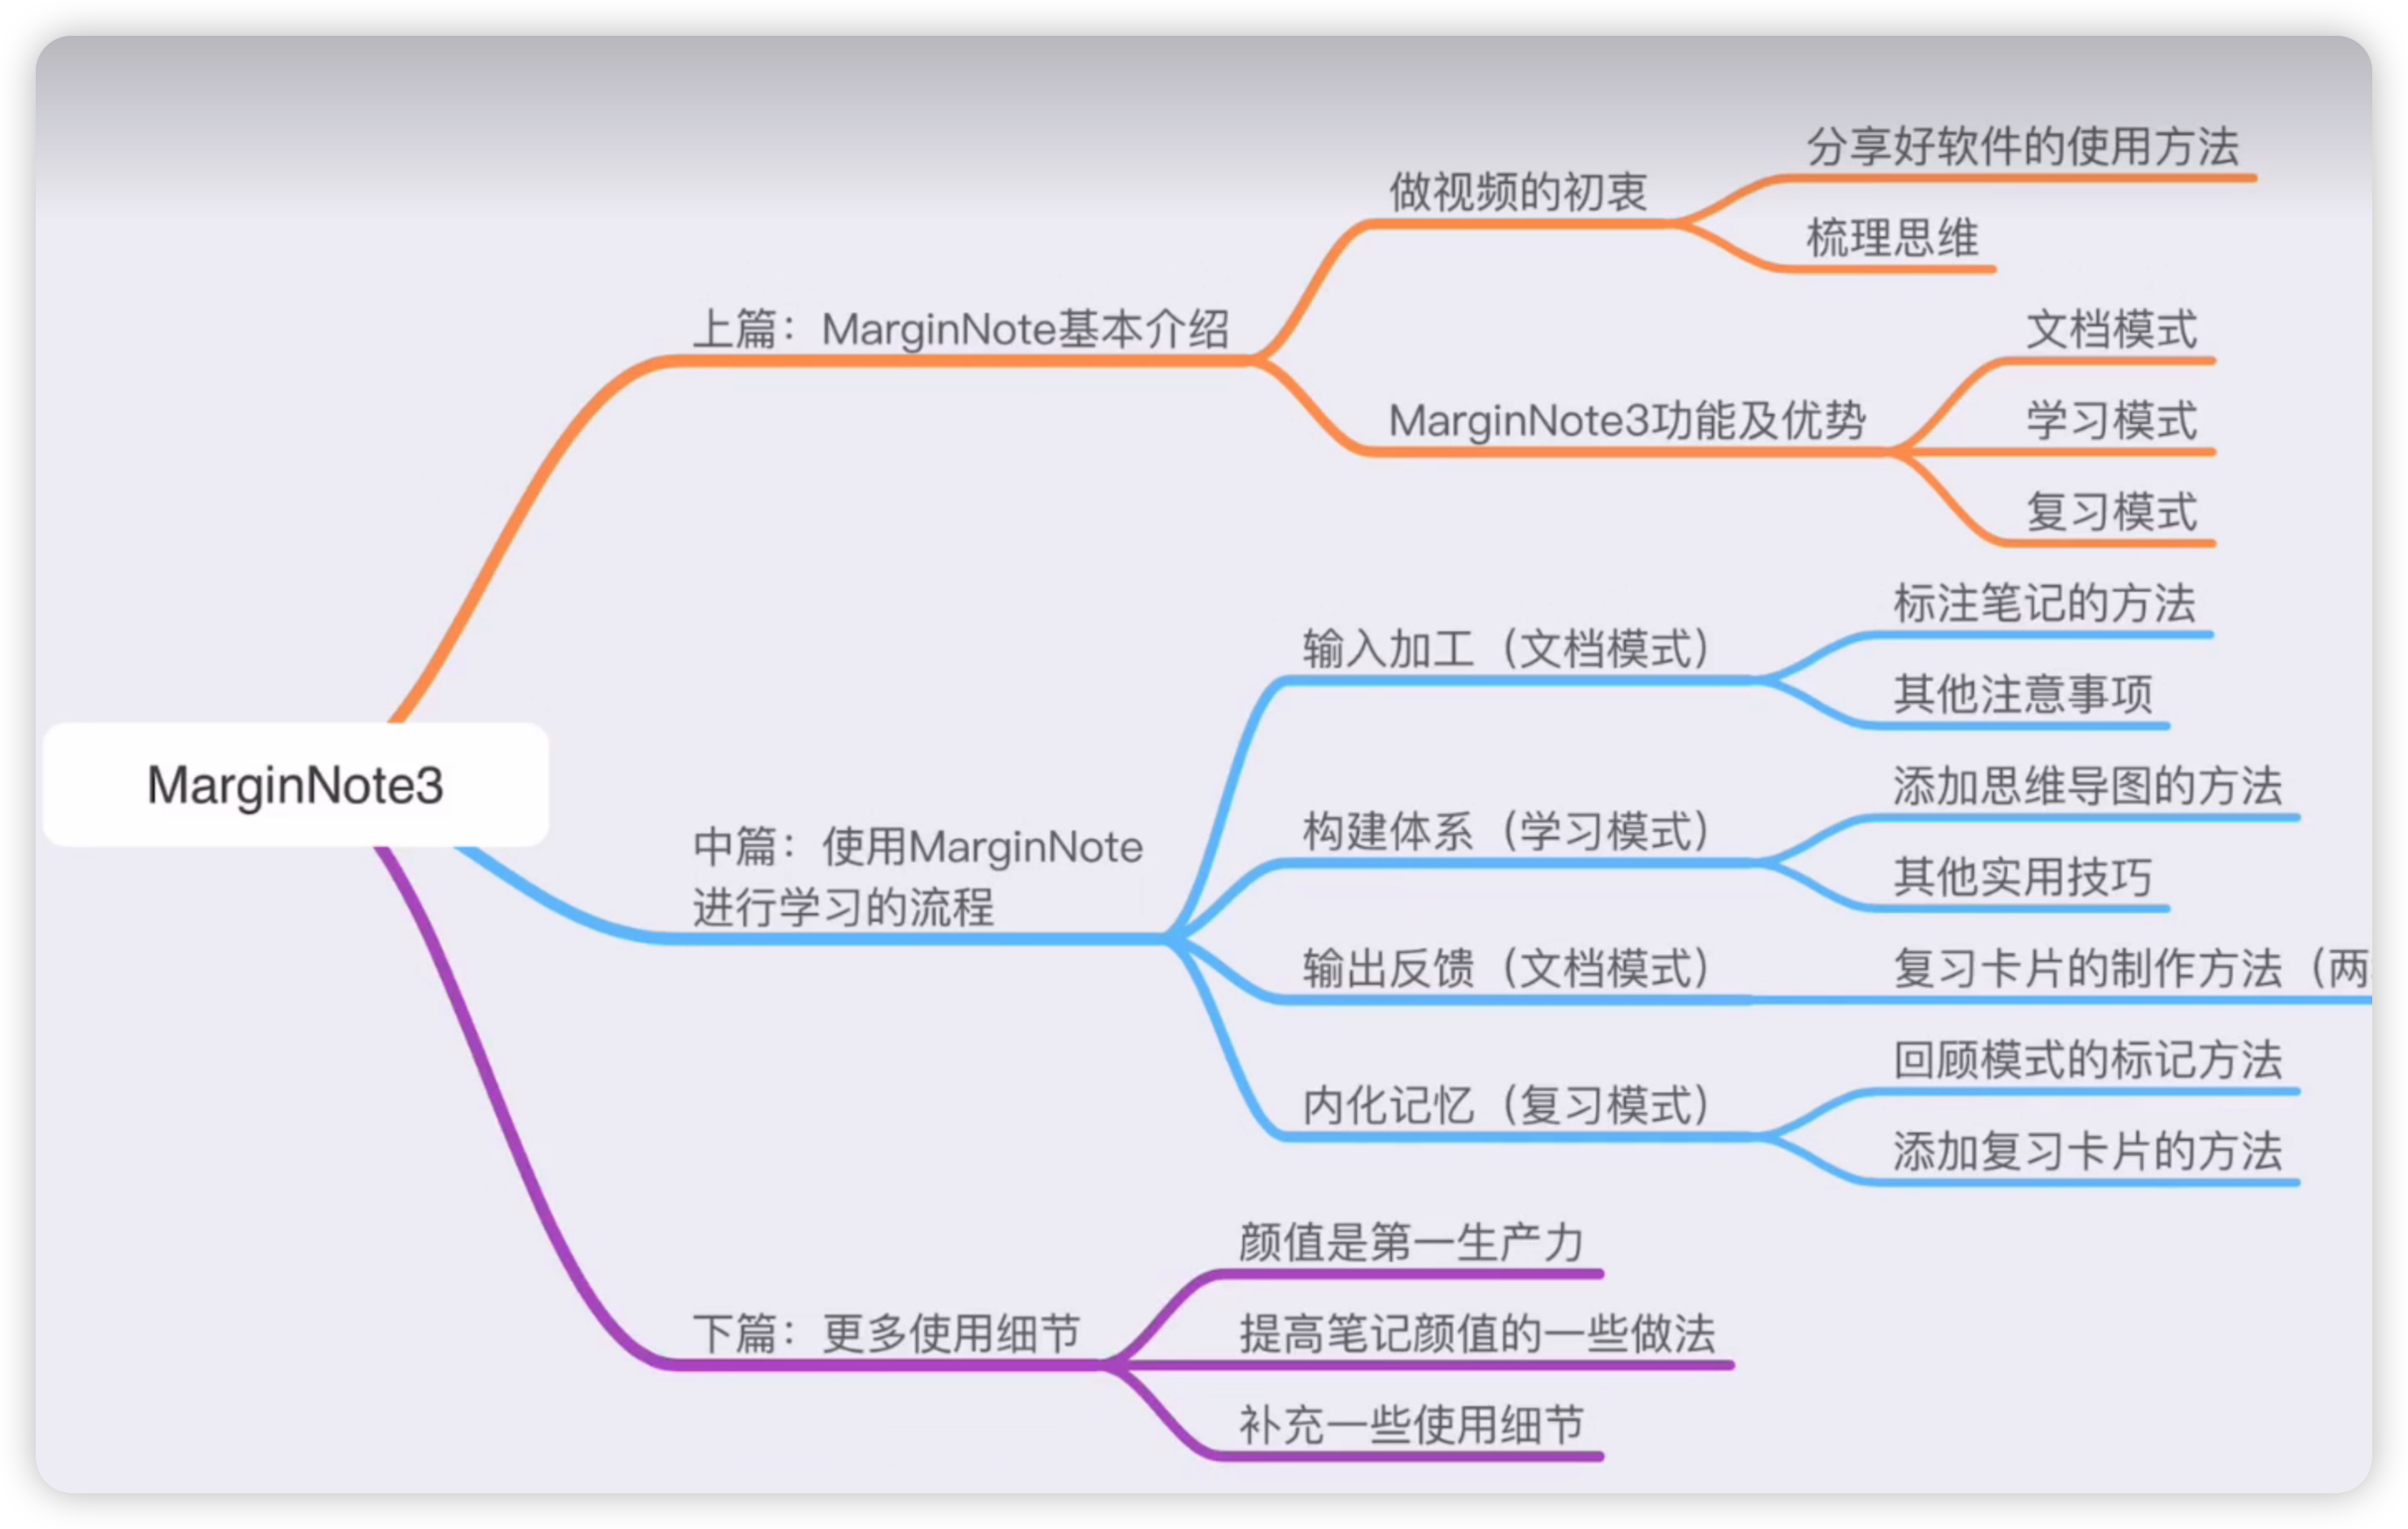 MarginNote3
上篇：MarginNote基本介绍
做视频的初衷
分享好软件的使用方法
梳理思维
MarginNote3功能及优势
文档模式
学习模式
复习模式
中篇：使用MarginNote
进行学习的流程
输入加工（文档模式）
标注笔记的方法
其他注意事项
构建体系（学习模式）
添加思维导图的方法
其他实用技巧
输出反馈（文档模式）
复习卡片的制作方法（两
内化记忆（复习模式）
回顾模式的标记方法
添加复习卡片的方法
下篇：更多使用细节
颜值是第一生产力
提高笔记颜值的一些做法
补充一些使用细节